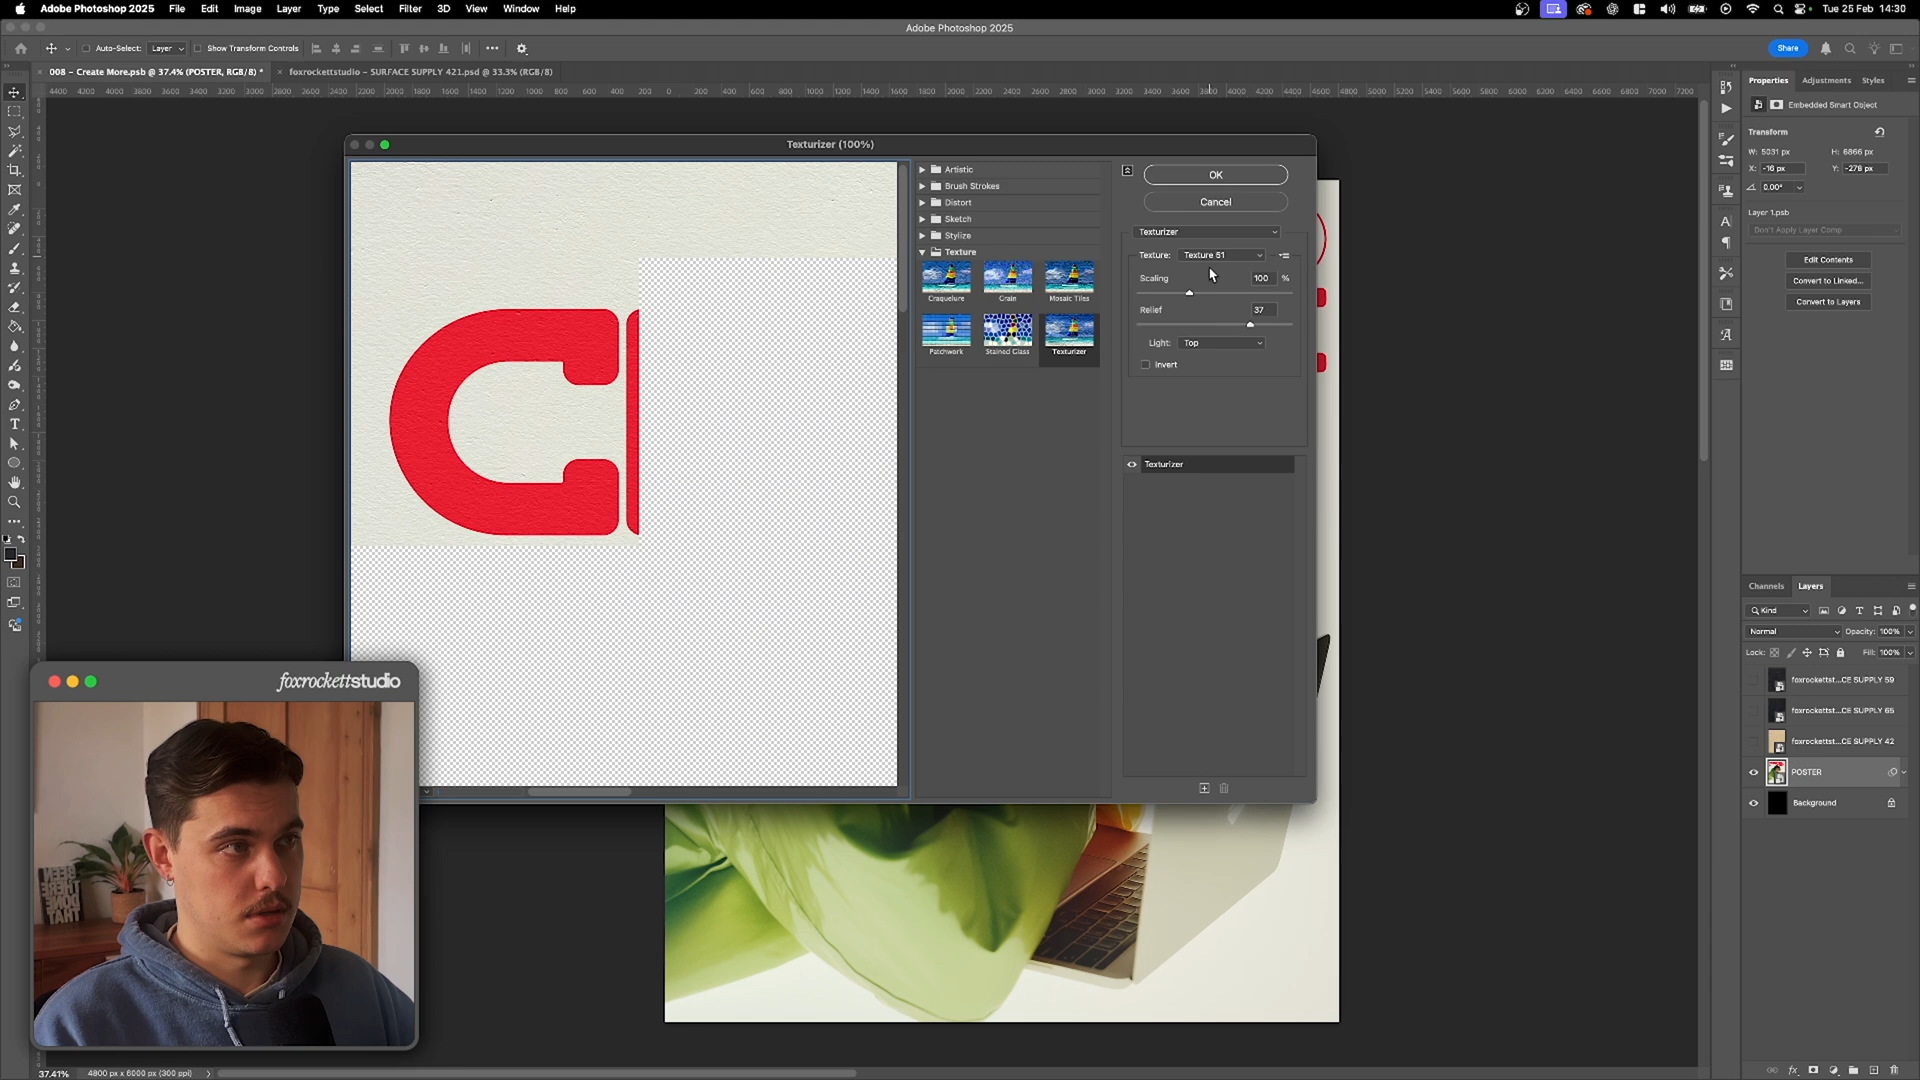 Adobe Photoshop 2025 File Edit Image Layer Type Select Filter 3D View Window Help
Tue 25 Feb 14:30
Adobe Photoshop 2025
Auto-Select: Layer Show Transform Controls
Share
008 – Create More.psb @ 37.4% (POSTER, RGB/8) *
foxrockettstudio – SURFACE SUPPLY 421.psd @ 33.3% (RGB/8)
Properties Adjustments Styles
Embedded Smart Object
Transform
W: 5031 px H: 6866 px
X: -16 px Y: -278 px
0.00°
Layer 1.psb
Don't Apply Layer Comp
Edit Contents
Convert to Linked...
Convert to Layers
Texturizer (100%)
Artistic
Brush Strokes
Distort
Sketch
Stylize
Texture
Craquelure Grain Mosaic Tiles
Patchwork Stained Glass Texturizer
OK
Cancel
Texturizer
Texture: Texture 61
Scaling 100 %
Relief 37
Light: Top
Invert
Texturizer
C
Channels Layers
Kind
Normal Opacity: 100%
Lock: Fill: 100%
foxrockettst...CE SUPPLY 59
foxrockettst...CE SUPPLY 65
foxrockettst...CE SUPPLY 42
POSTER
Background
foxrockettstudio
BEEN
THERE
DONE
THAT
37.41% 4800 px x 6000 px (300 ppi)